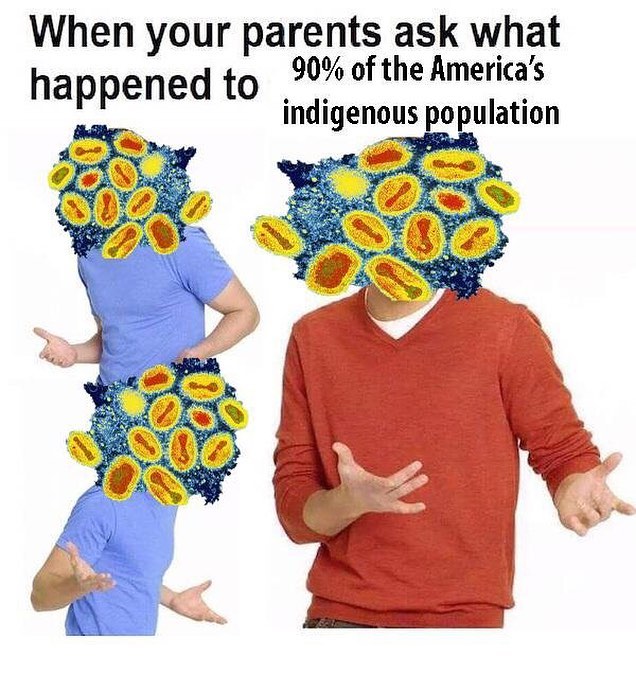 When your parents ask what
happened to 90% of the America's
indigenous population